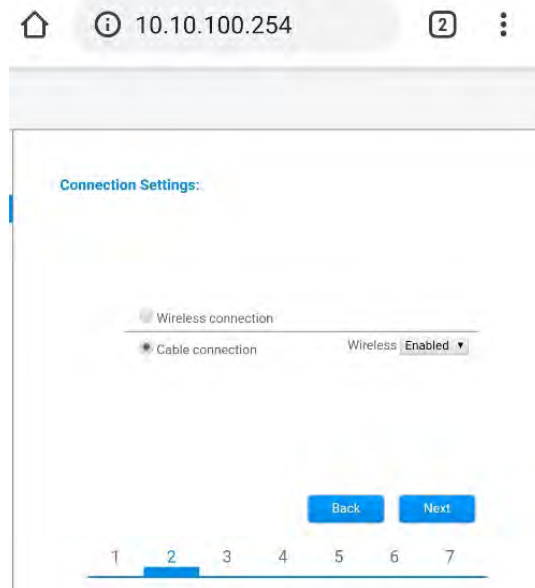 10.10.100.254 2
Connection Settings:
Wireless connection
Cable connection Wireless Enabled
Back Next
1 2 3 4 5 6 7